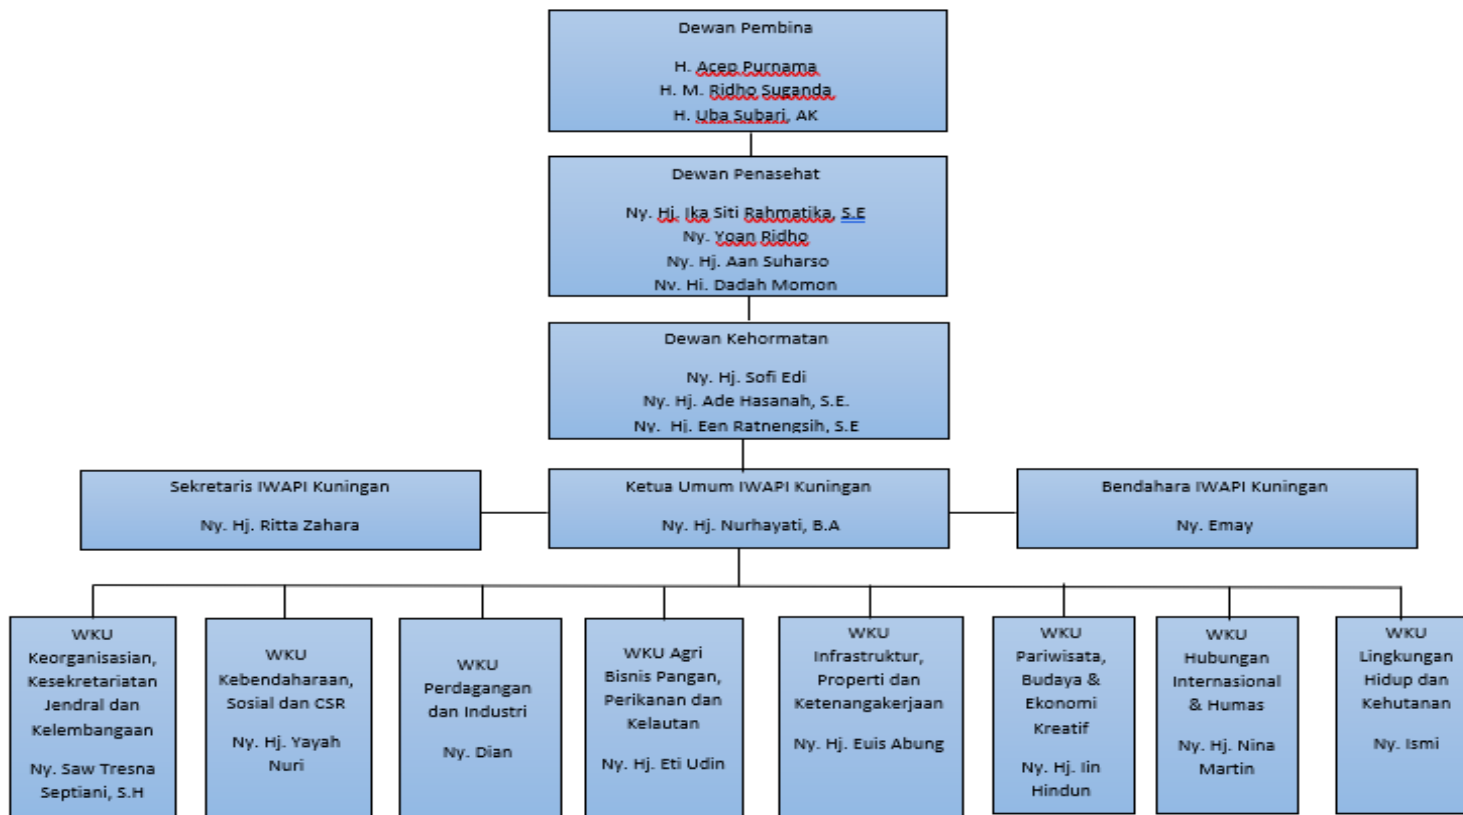 Dewan Pembina
H. Acep Purnama
H. M. Ridho Suganda
H. Uba Subari, AK
Dewan Penasehat
Ny. Hj. Ika Siti Rahmatika, S.E
Ny. Yoan Ridho
Ny. Hj. Aan Suharso
Ny. Hj. Dadah Momon
Dewan Kehormatan
Ny. Hj. Sofi Edi
Ny. Hj. Ade Hasanah, S.E.
Ny. Hj. Een Ratnengsih, S.E
Sekretaris IWAPI Kuningan
Ny. Hj. Ritta Zahara
Ketua Umum IWAPI Kuningan
Ny. Hj. Nurhayati, B.A
Bendahara IWAPI Kuningan
Ny. Emay
WKU
Keorganisasian,
Kesekretariatan
Jendral dan
Kelembangaan
Ny. Saw Tresna
Septiani, S.H
WKU
Kebendaharaan,
Sosial dan CSR
Ny. Hj. Yayah
Nuri
WKU
Perdagangan
dan Industri
Ny. Dian
WKU Agri
Bisnis Pangan,
Perikanan dan
Kelautan
Ny. Hj. Eti Udin
WKU
Infrastruktur,
Properti dan
Ketenangakerjaan
Ny. Hj. Euis Abung
WKU
Pariwisata,
Budaya &
Ekonomi
Kreatif
Ny. Hj. Iin
Hindun
WKU
Hubungan
Internasional
& Humas
Ny. Hj. Nina
Martin
WKU
Lingkungan
Hidup dan
Kehutanan
Ny. Ismi